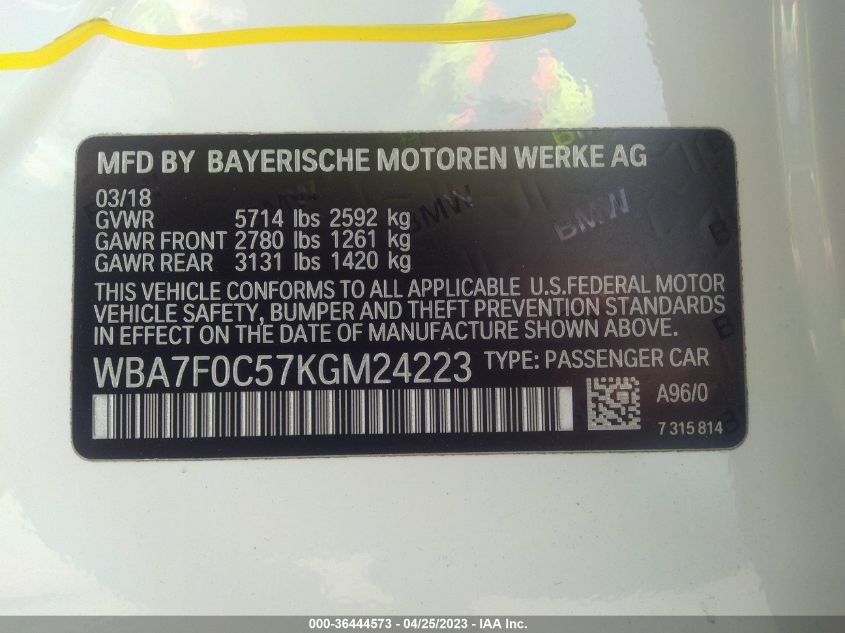 MFD BY BAYERISCHE MOTOREN WERKE AG
03/18
GVWR 5714 lbs 2592 kg
GAWR FRONT 2780 lbs 1261 kg
GAWR REAR 3131 lbs 1420 kg
BMW
BMW
THIS VEHICLE CONFORMS TO ALL APPLICABLE U.S.FEDERAL MOTOR
VEHICLE SAFETY, BUMPER AND THEFT PREVENTION STANDARDS
IN EFFECT ON THE DATE OF MANUFACTURE SHOWN ABOVE.
WBA7F0C57KGM24223 TYPE: PASSENGER CAR
A96/0
7 315 814
000-36444573 - 04/25/2023 - IAA Inc.